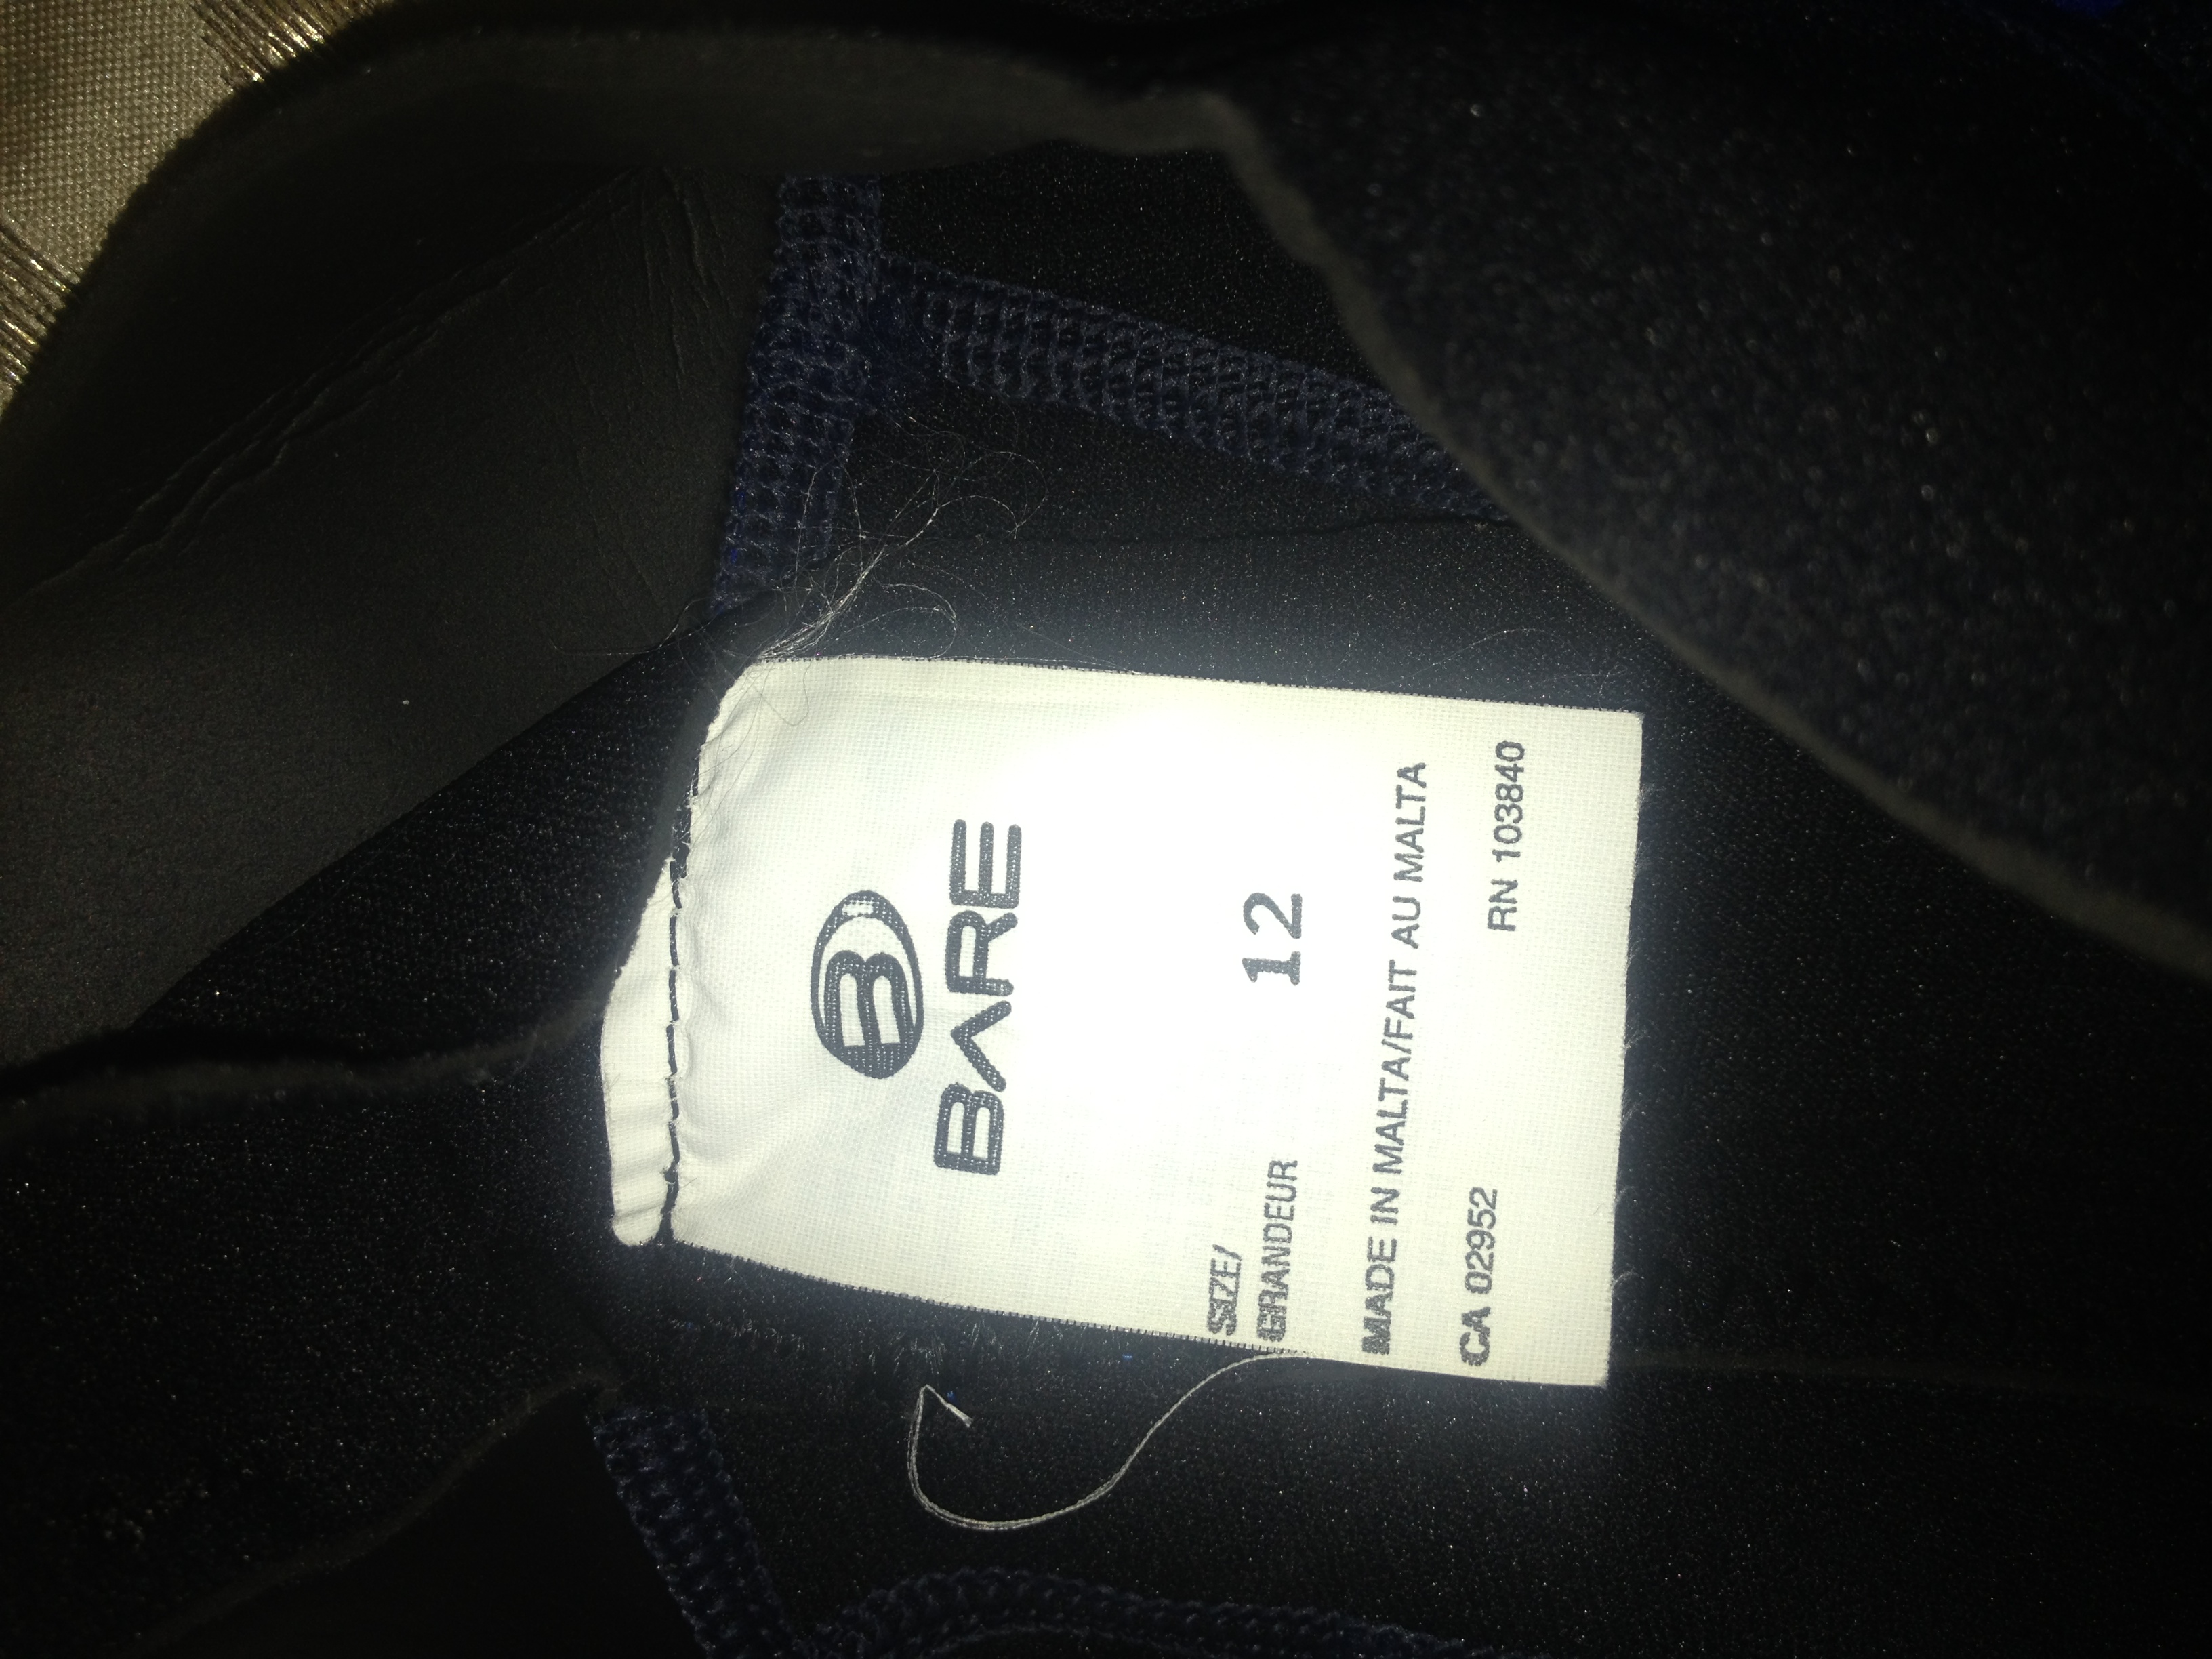 B
BARE
SIZE/
GRANDEUR 12
MADE IN MALTA/FAIT AU MALTA
CA 02952 RN 103840